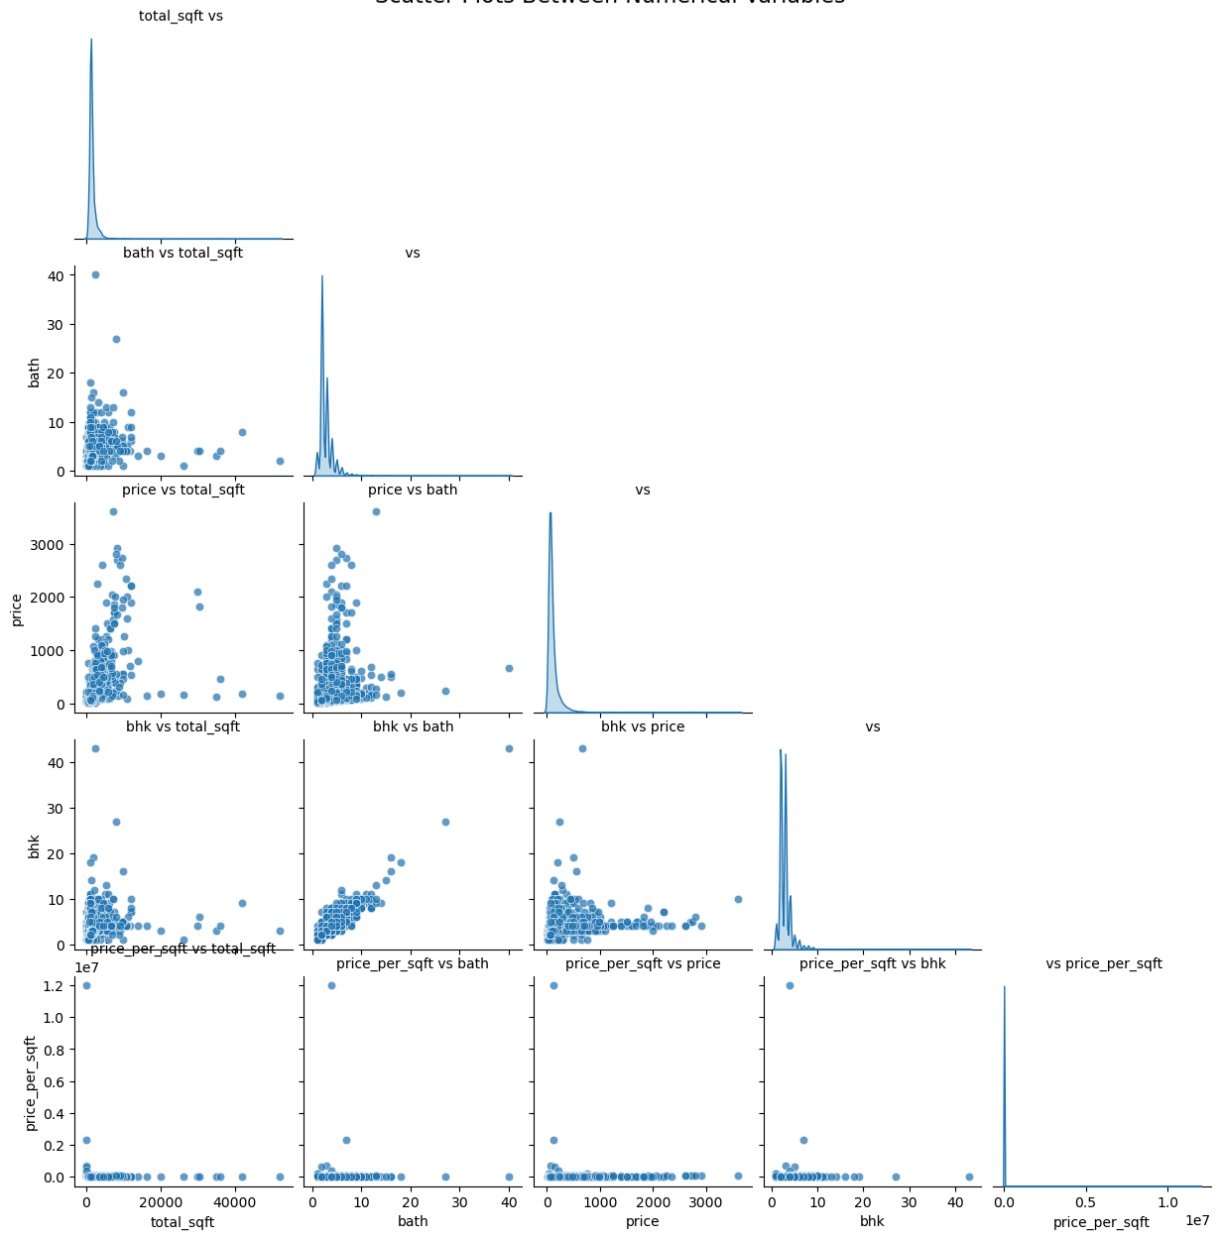 Scatter Plots Between Numerical Variables
total_sqft vs
bath vs total_sqft
vs
40
30
20
10
0
bath
price vs total_sqft
price vs bath
vs
3000
2000
1000
0
price
bhk vs total_sqft
bhk vs bath
bhk vs price
vs
40
30
20
10
0
bhk
price_per_sqft vs total_sqft
1e7
price_per_sqft vs bath
price_per_sqft vs price
price_per_sqft vs bhk
vs price_per_sqft
1.2
1.0
0.8
0.6
0.4
0.2
0.0
price_per_sqft
0 20000 40000
0 10 20 30 40
0 1000 2000 3000
0 10 20 30 40
0.0 0.5 1.0
1e7
total_sqft
bath
price
bhk
price_per_sqft